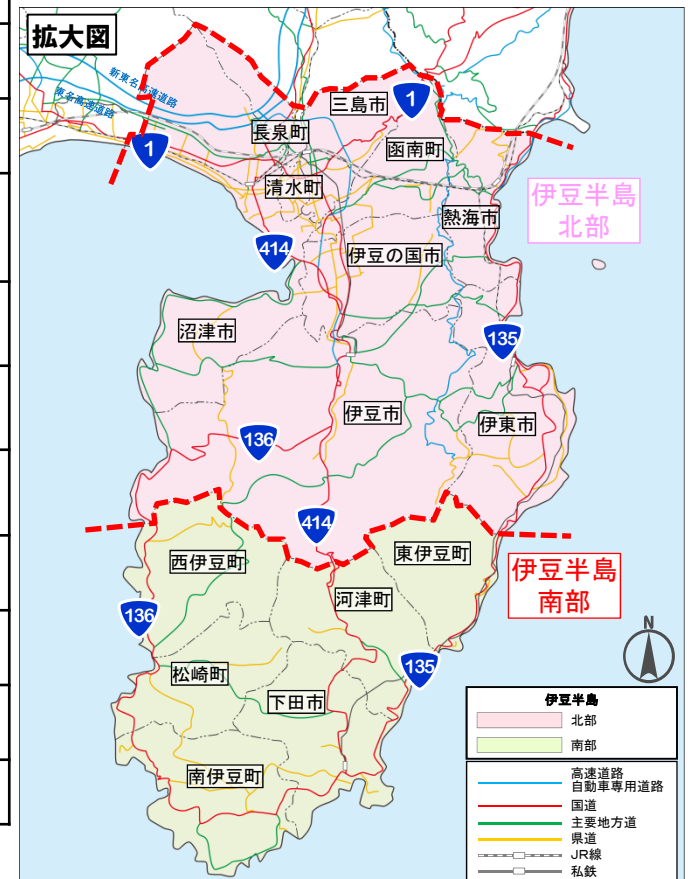 拡大図
新東名高速道路
東名高速道路
三島市
1
長泉町
1
函南町
清水町
熱海市
伊豆半島
北部
414
伊豆の国市
沼津市
135
伊豆市
伊東市
136
414
西伊豆町
東伊豆町
伊豆半島
南部
河津町
136
N
松崎町
135
下田市
南伊豆町
伊豆半島
北部
南部
高速道路
自動車専用道路
国道
主要地方道
県道
JR線
私鉄